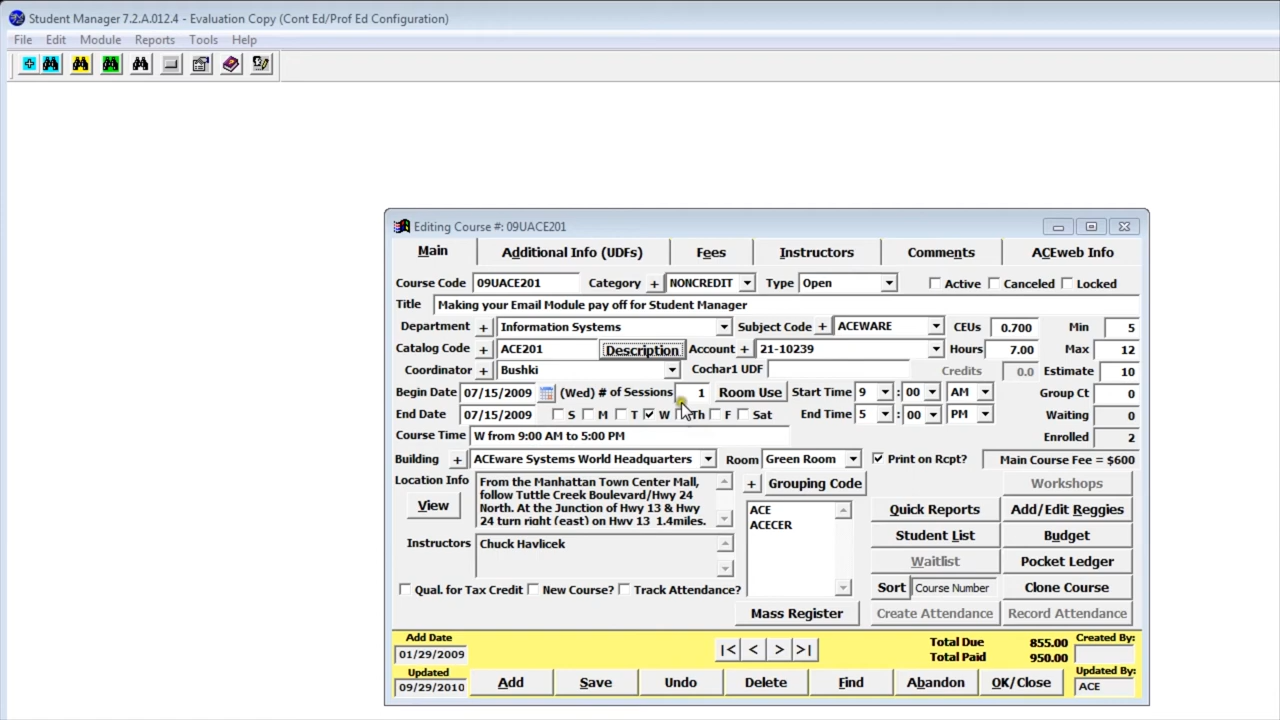 Student Manager 7.2.A.012.4 - Evaluation Copy (Cont Ed/Prof Ed Configuration)
File Edit Module Reports Tools Help
Editing Course #: 09UACE201
Main Additional Info (UDFs) Fees Instructors Comments ACEweb Info
Course Code 09UACE201 Category + NONCREDIT Type Open Active Canceled Locked
Title Making your Email Module pay off for Student Manager
Department + Information Systems Subject Code + ACEWARE CEUs 0.700 Min 5
Catalog Code + ACE201 Description Account + 21-10239 Hours 7.00 Max 12
Coordinator + Bushki Cochar1 UDF Credits 0.0 Estimate 10
Begin Date 07/15/2009 (Wed) # of Sessions 1 Room Use Start Time 9 : 00 AM Group Ct 0
End Date 07/15/2009 S M T W Th F Sat End Time 5 : 00 PM Waiting 0
Course Time W from 9:00 AM to 5:00 PM Enrolled 2
Building + ACEware Systems World Headquarters Room Green Room Print on Rcpt? Main Course Fee = $600
Location Info From the Manhattan Town Center Mall, + Grouping Code Workshops
View follow Tuttle Creek Boulevard/Hwy 24 ACE Quick Reports Add/Edit Reggies
North. At the Junction of Hwy 13 & Hwy ACECER
24 turn right (east) on Hwy 13 1.4miles. Student List Budget
Instructors Chuck Havlicek Waitlist Pocket Ledger
Qual. for Tax Credit New Course? Track Attendance? Sort Course Number Clone Course
Mass Register Create Attendance Record Attendance
Add Date |< < > >| Total Due 855.00 Created By:
01/29/2009 Total Paid 950.00
Updated Add Save Undo Delete Find Abandon OK/Close Updated By:
09/29/2010 ACE